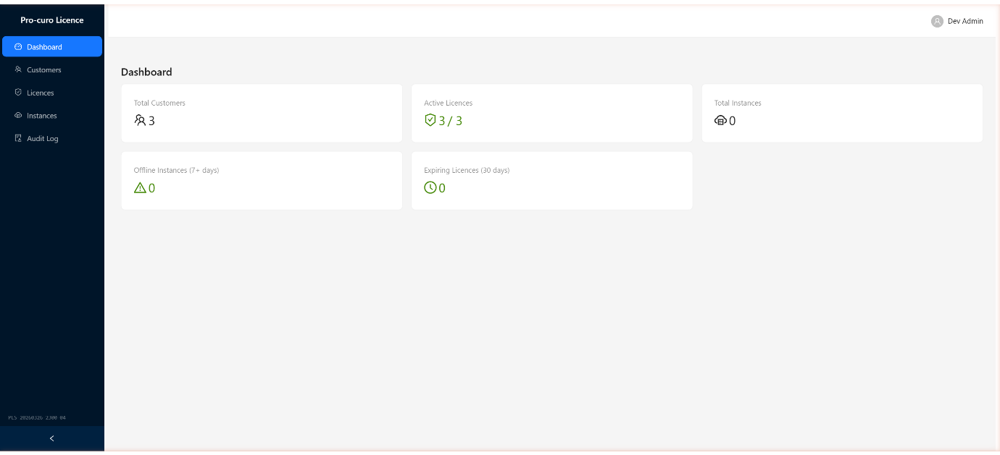 Pro-curo Licence
Dashboard
Customers
Licences
Instances
Audit Log
PLS 20260326 2300 04
Dev Admin
Dashboard
Total Customers
3
Active Licences
3 / 3
Total Instances
0
Offline Instances (7+ days)
0
Expiring Licences (30 days)
0